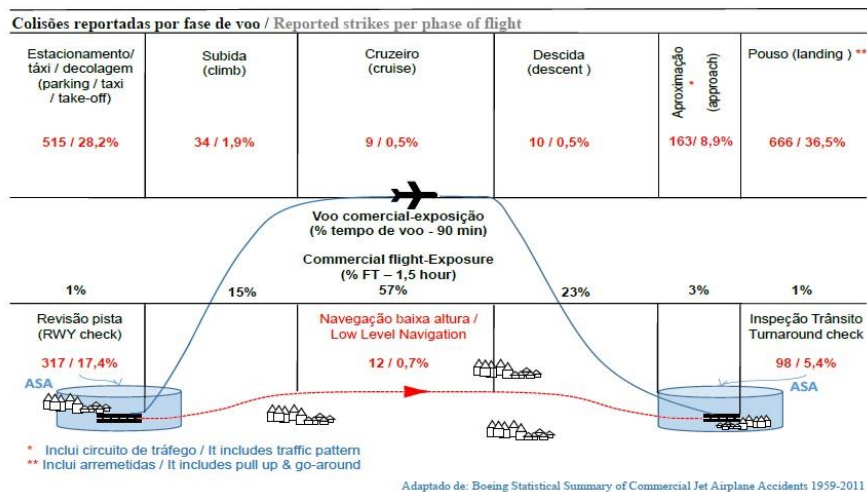 Colisões reportadas por fase de voo / Reported strikes per phase of flight
Estacionamento/
táxi / decolagem
(parking / taxi
/ take-off)
515 / 28,2%
Subida
(climb)
34 / 1,9%
Cruzeiro
(cruise)
9 / 0,5%
Descida
(descent )
10 / 0,5%
Aproximação *
(approach)
163/ 8,9%
Pouso (landing ) **
666 / 36,5%
Voo comercial-exposição
(% tempo de voo - 90 min)
Commercial flight-Exposure
(% FT – 1,5 hour)
1%
15%
57%
23%
3%
1%
Revisão pista
(RWY check)
317 / 17,4%
ASA
Navegação baixa altura /
Low Level Navigation
12 / 0,7%
Inspeção Trânsito
Turnaround check
98 / 5,4%
ASA
* Inclui circuito de tráfego / It includes traffic pattern
** Inclui arremetidas / It includes pull up & go-around
Adaptado de: Boeing Statistical Summary of Commercial Jet Airplane Accidents 1959-2011